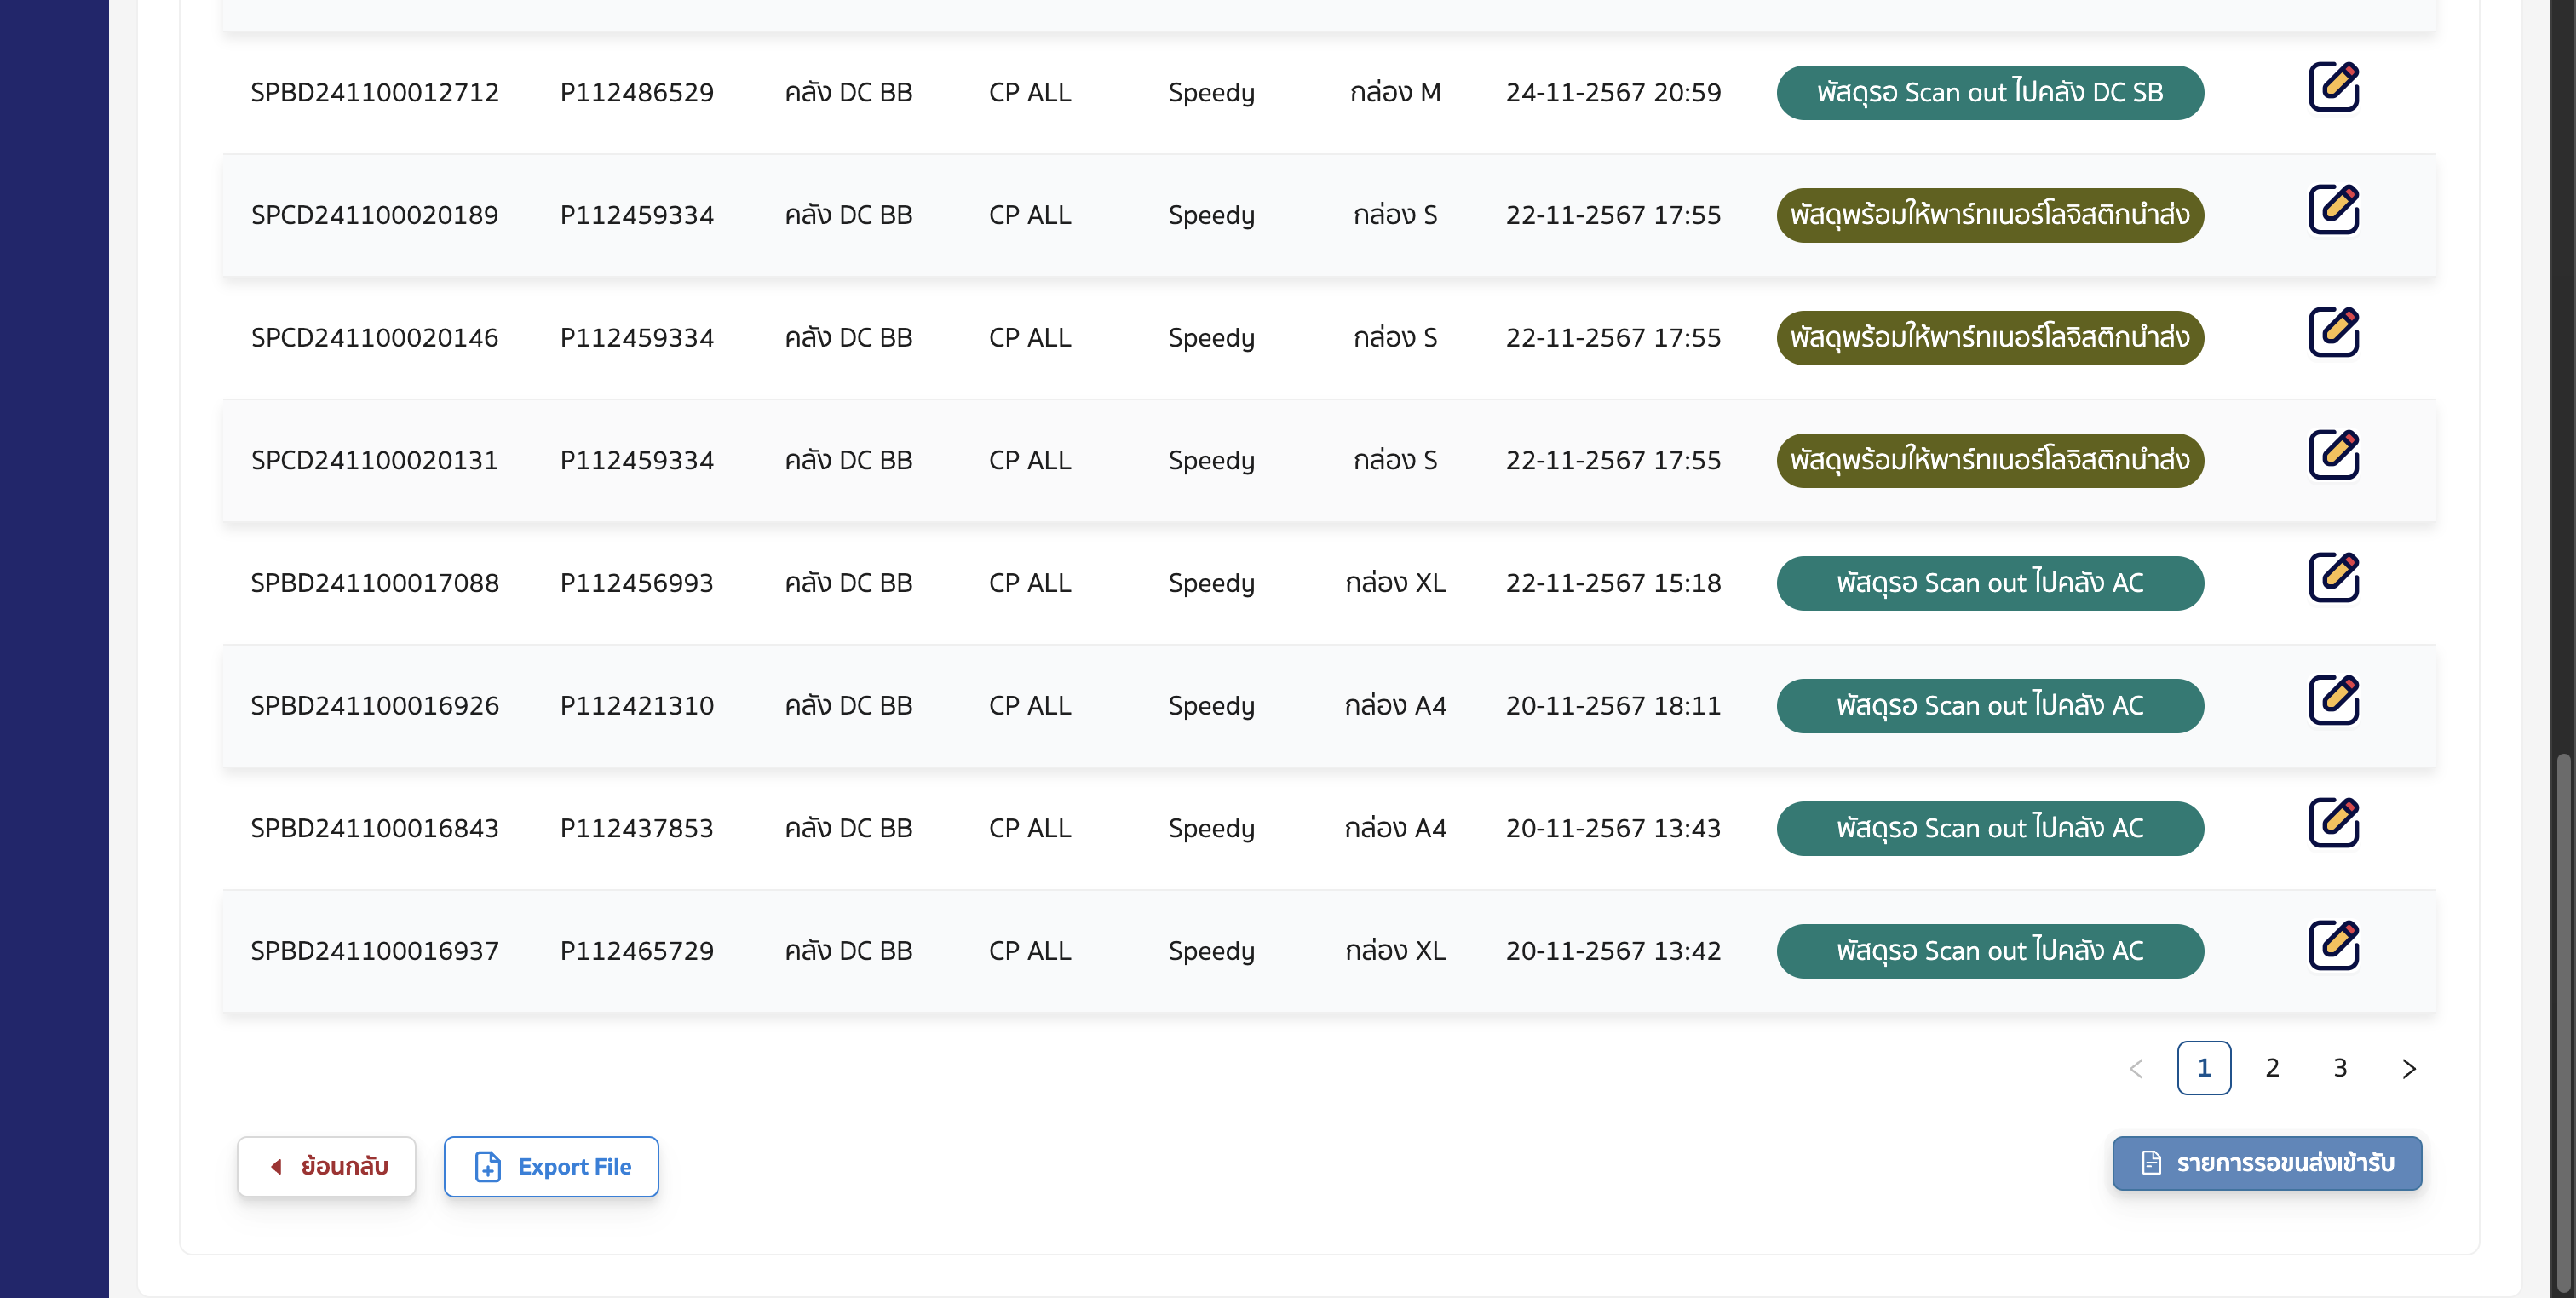 SPBD241100012712 P112486529 คลัง DC BB CP ALL Speedy กล่อง M 24-11-2567 20:59 พัสดุรอ Scan out ไปคลัง DC SB
SPCD241100020189 P112459334 คลัง DC BB CP ALL Speedy กล่อง S 22-11-2567 17:55 พัสดุพร้อมให้พาร์ทเนอร์โลจิสติกนำส่ง
SPCD241100020146 P112459334 คลัง DC BB CP ALL Speedy กล่อง S 22-11-2567 17:55 พัสดุพร้อมให้พาร์ทเนอร์โลจิสติกนำส่ง
SPCD241100020131 P112459334 คลัง DC BB CP ALL Speedy กล่อง S 22-11-2567 17:55 พัสดุพร้อมให้พาร์ทเนอร์โลจิสติกนำส่ง
SPBD241100017088 P112456993 คลัง DC BB CP ALL Speedy กล่อง XL 22-11-2567 15:18 พัสดุรอ Scan out ไปคลัง AC
SPBD241100016926 P112421310 คลัง DC BB CP ALL Speedy กล่อง A4 20-11-2567 18:11 พัสดุรอ Scan out ไปคลัง AC
SPBD241100016843 P112437853 คลัง DC BB CP ALL Speedy กล่อง A4 20-11-2567 13:43 พัสดุรอ Scan out ไปคลัง AC
SPBD241100016937 P112465729 คลัง DC BB CP ALL Speedy กล่อง XL 20-11-2567 13:42 พัสดุรอ Scan out ไปคลัง AC
1 2 3
ย้อนกลับ Export File รายการรอขนส่งเข้ารับ